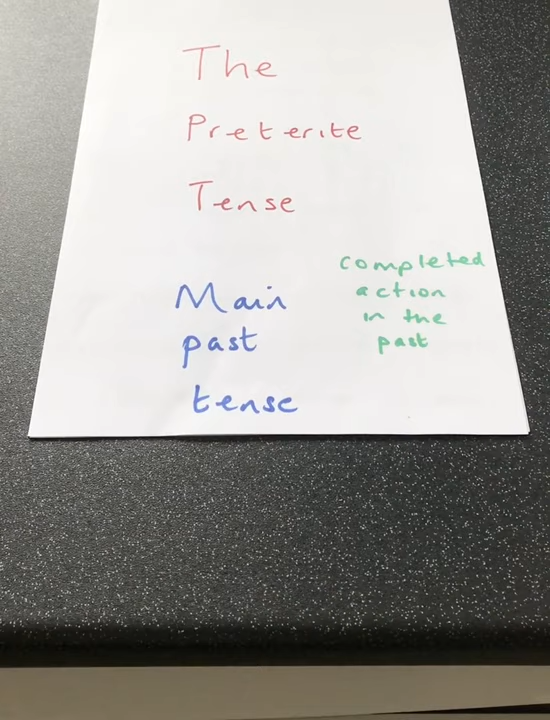 The
Preterite
Tense
Main
past
tense
completed
action
in the
past